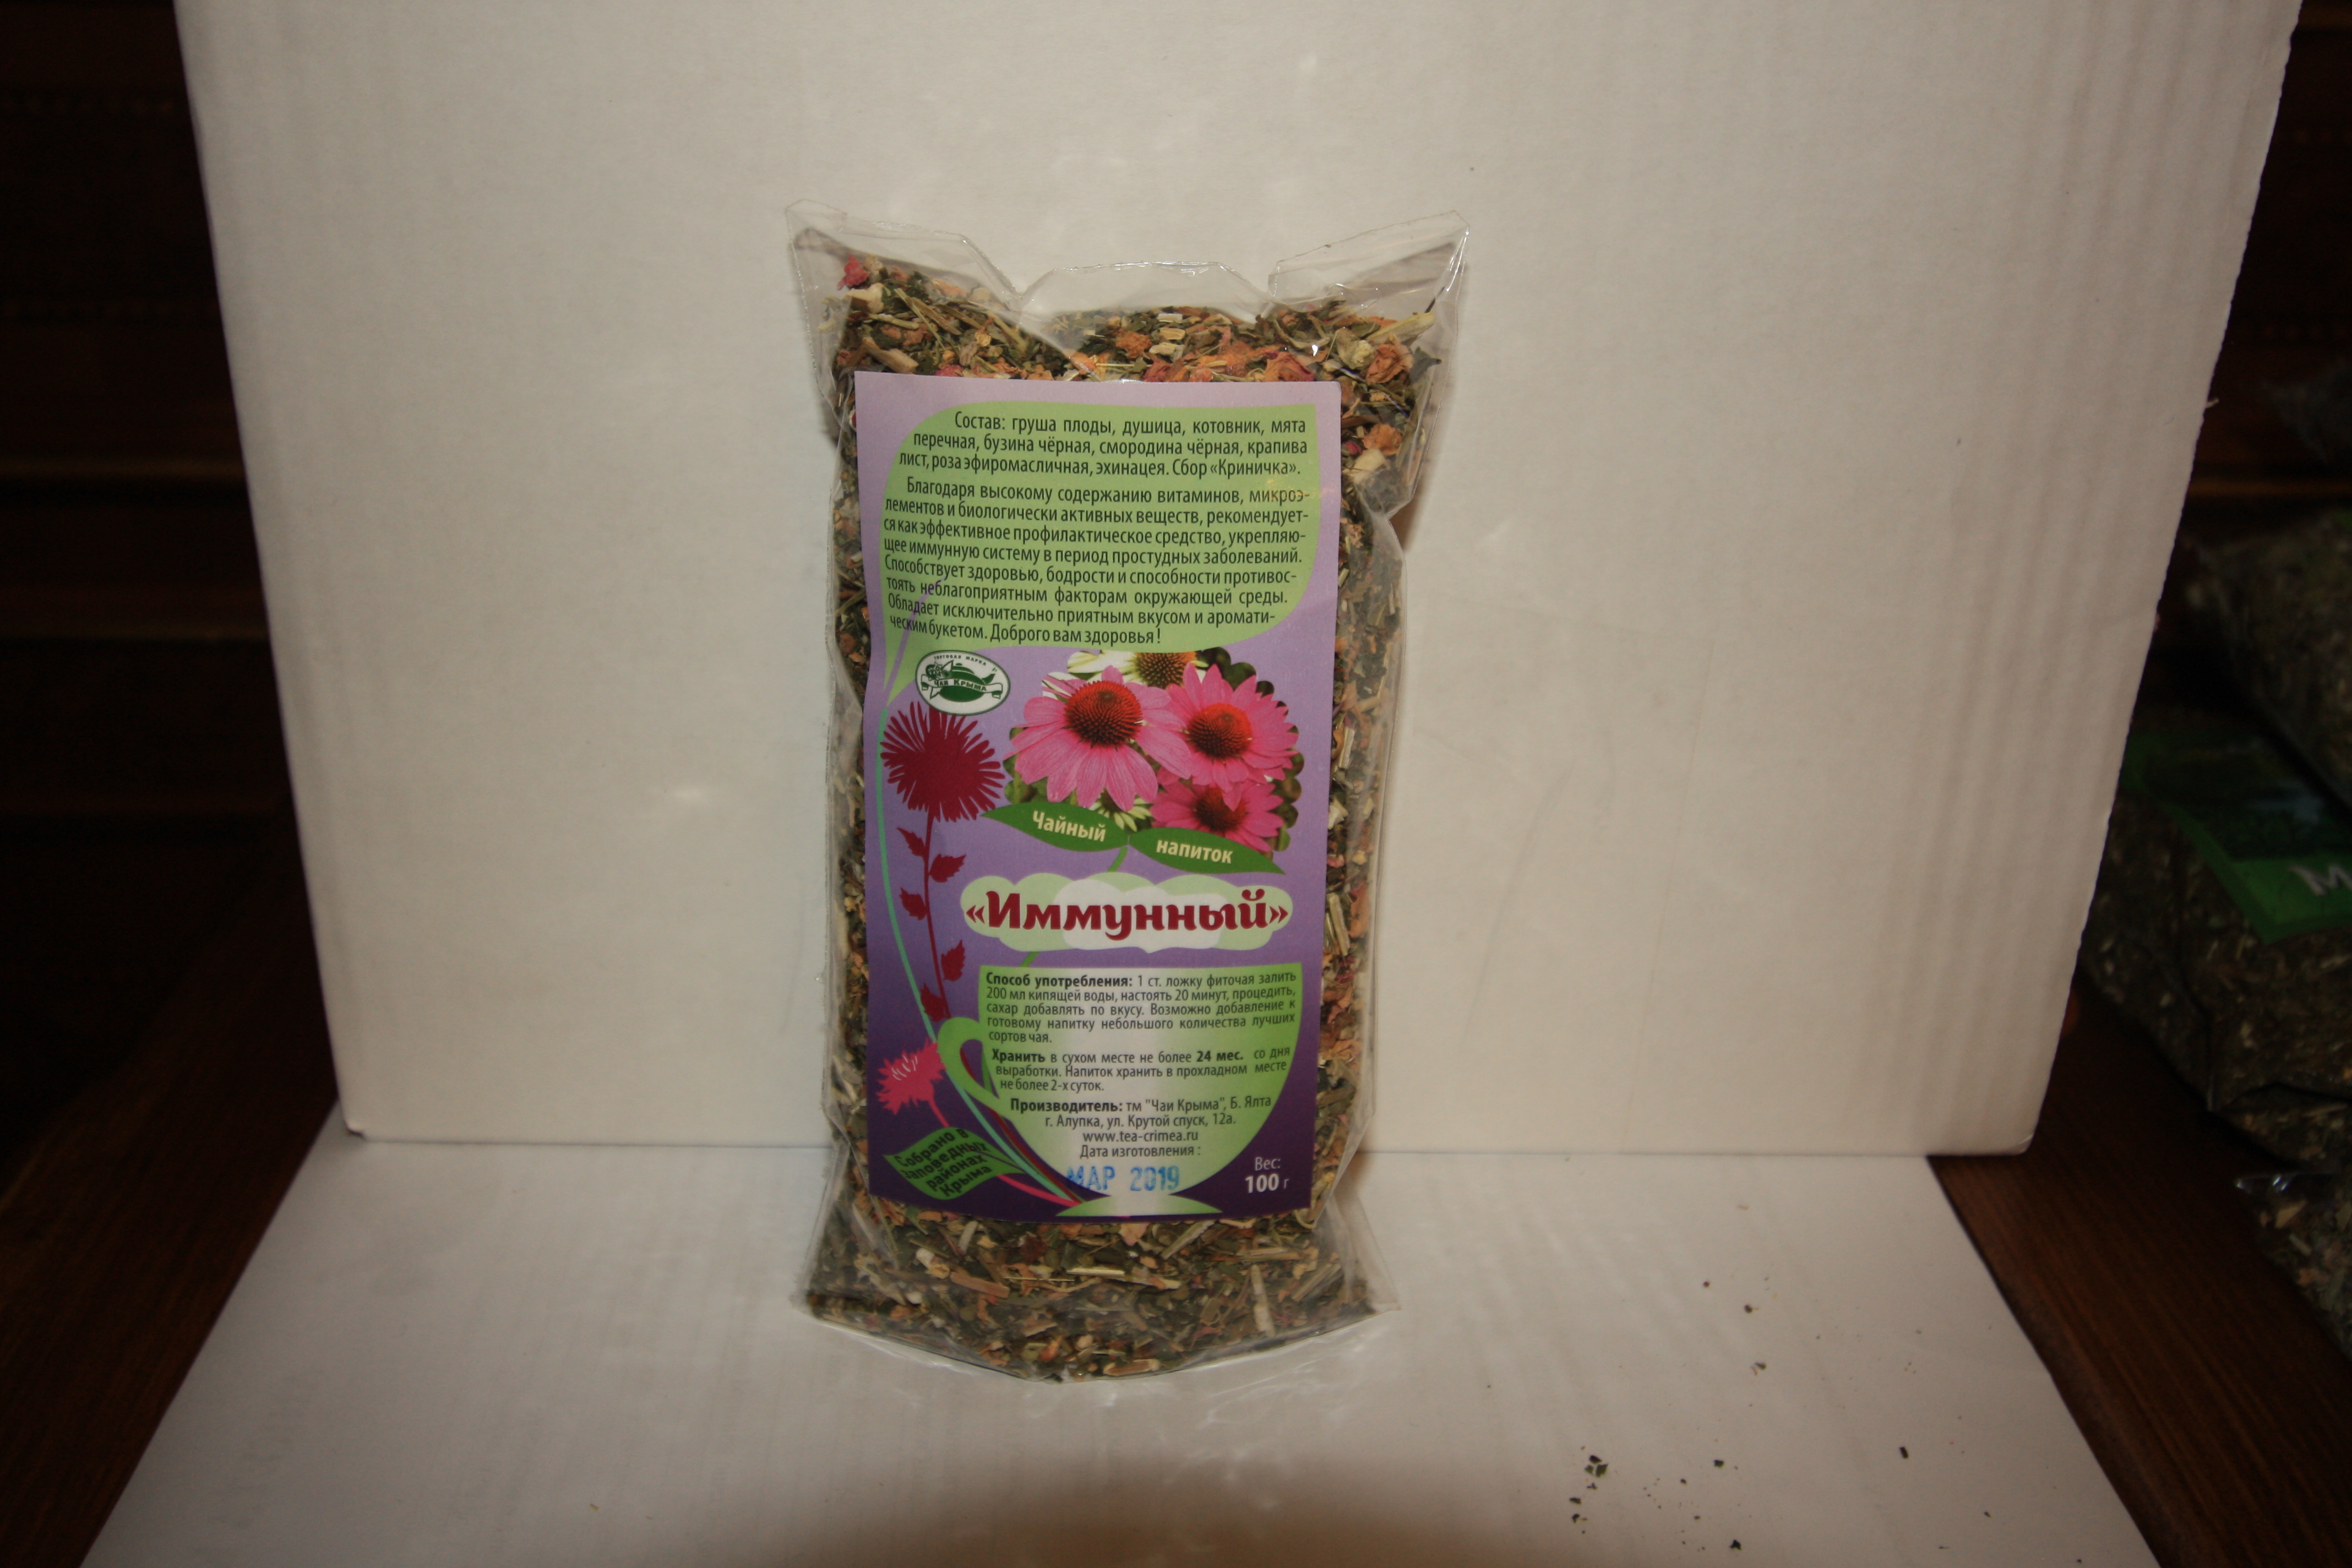 Состав: груша плоды, душица, котовник, мята
перечная, бузина чёрная, смородина чёрная, крапива
лист, роза эфиромасличная, эхинацея. Сбор «Криничка».
Благодаря высокому содержанию витаминов, микроэ-
лементов и биологически активных веществ, рекомендует-
ся как эффективное профилактическое средство, укрепляю-
щее иммунную систему в период простудных заболеваний.
Способствует здоровью, бодрости и способности противос-
тоять неблагоприятным факторам окружающей среды.
Обладает исключительно приятным вкусом и аромати-
ческим букетом. Доброго вам здоровья!
ТОРГОВАЯ МАРКА
Чаи Крыма
Чайный напиток
«Иммунный»
Способ употребления: 1 ст. ложку фиточая залить
200 мл кипящей воды, настоять 20 минут, процедить,
сахар добавлять по вкусу. Возможно добавление к
готовому напитку небольшого количества лучших
сортов чая.
Хранить в сухом месте не более 24 мес. со дня
выработки. Напиток хранить в прохладном месте
не более 2-х суток.
Производитель: тм "Чаи Крыма", Б. Ялта
г. Алупка, ул. Крутой спуск, 12а.
www.tea-crimea.ru
Дата изготовления :
МАР 2019
Вес:
100 г
Собрано в
заповедных
районах
Крыма
М